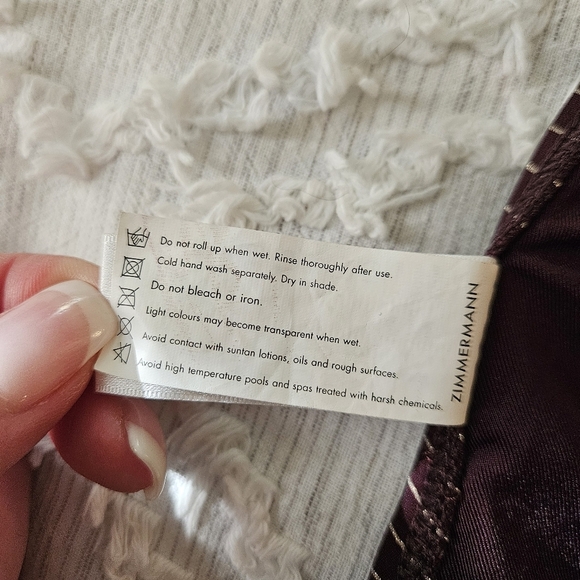 Do not roll up when wet. Rinse thoroughly after use.
Cold hand wash separately. Dry in shade.
Do not bleach or iron.
Light colours may become transparent when wet.
Avoid contact with suntan lotions, oils and rough surfaces.
Avoid high temperature pools and spas treated with harsh chemicals.
ZIMMERMANN